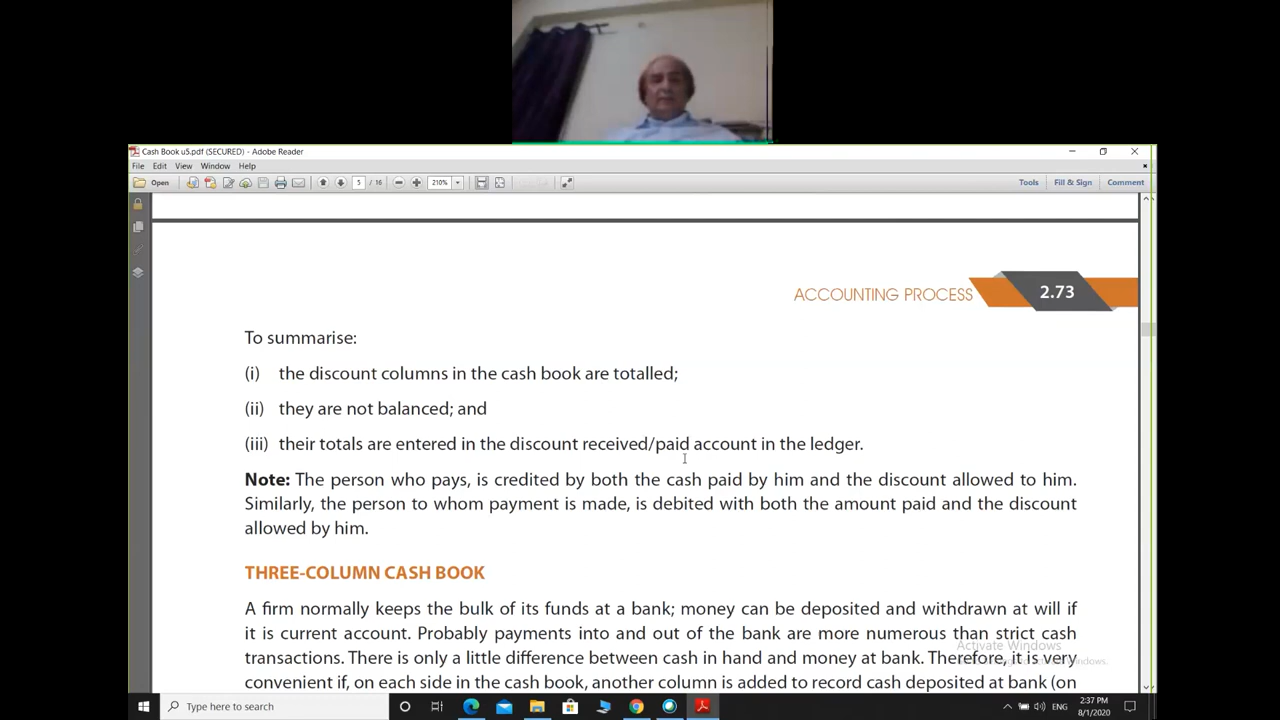 Cash Book u5.pdf (SECURED) - Adobe Reader
File Edit View Window Help
Open 5 / 16 210% Tools Fill & Sign Comment
ACCOUNTING PROCESS 2.73
To summarise:
(i) the discount columns in the cash book are totalled;
(ii) they are not balanced; and
(iii) their totals are entered in the discount received/paid account in the ledger.
Note: The person who pays, is credited by both the cash paid by him and the discount allowed to him.
Similarly, the person to whom payment is made, is debited with both the amount paid and the discount
allowed by him.
THREE-COLUMN CASH BOOK
A firm normally keeps the bulk of its funds at a bank; money can be deposited and withdrawn at will if
it is current account. Probably payments into and out of the bank are more numerous than strict cash
Activate Windows
transactions. There is only a little difference between cash in hand and money at bank. Therefore, it is very
convenient if, on each side in the cash book, another column is added to record cash deposited at bank (on
Type here to search
ENG
2:37 PM
8/1/2020